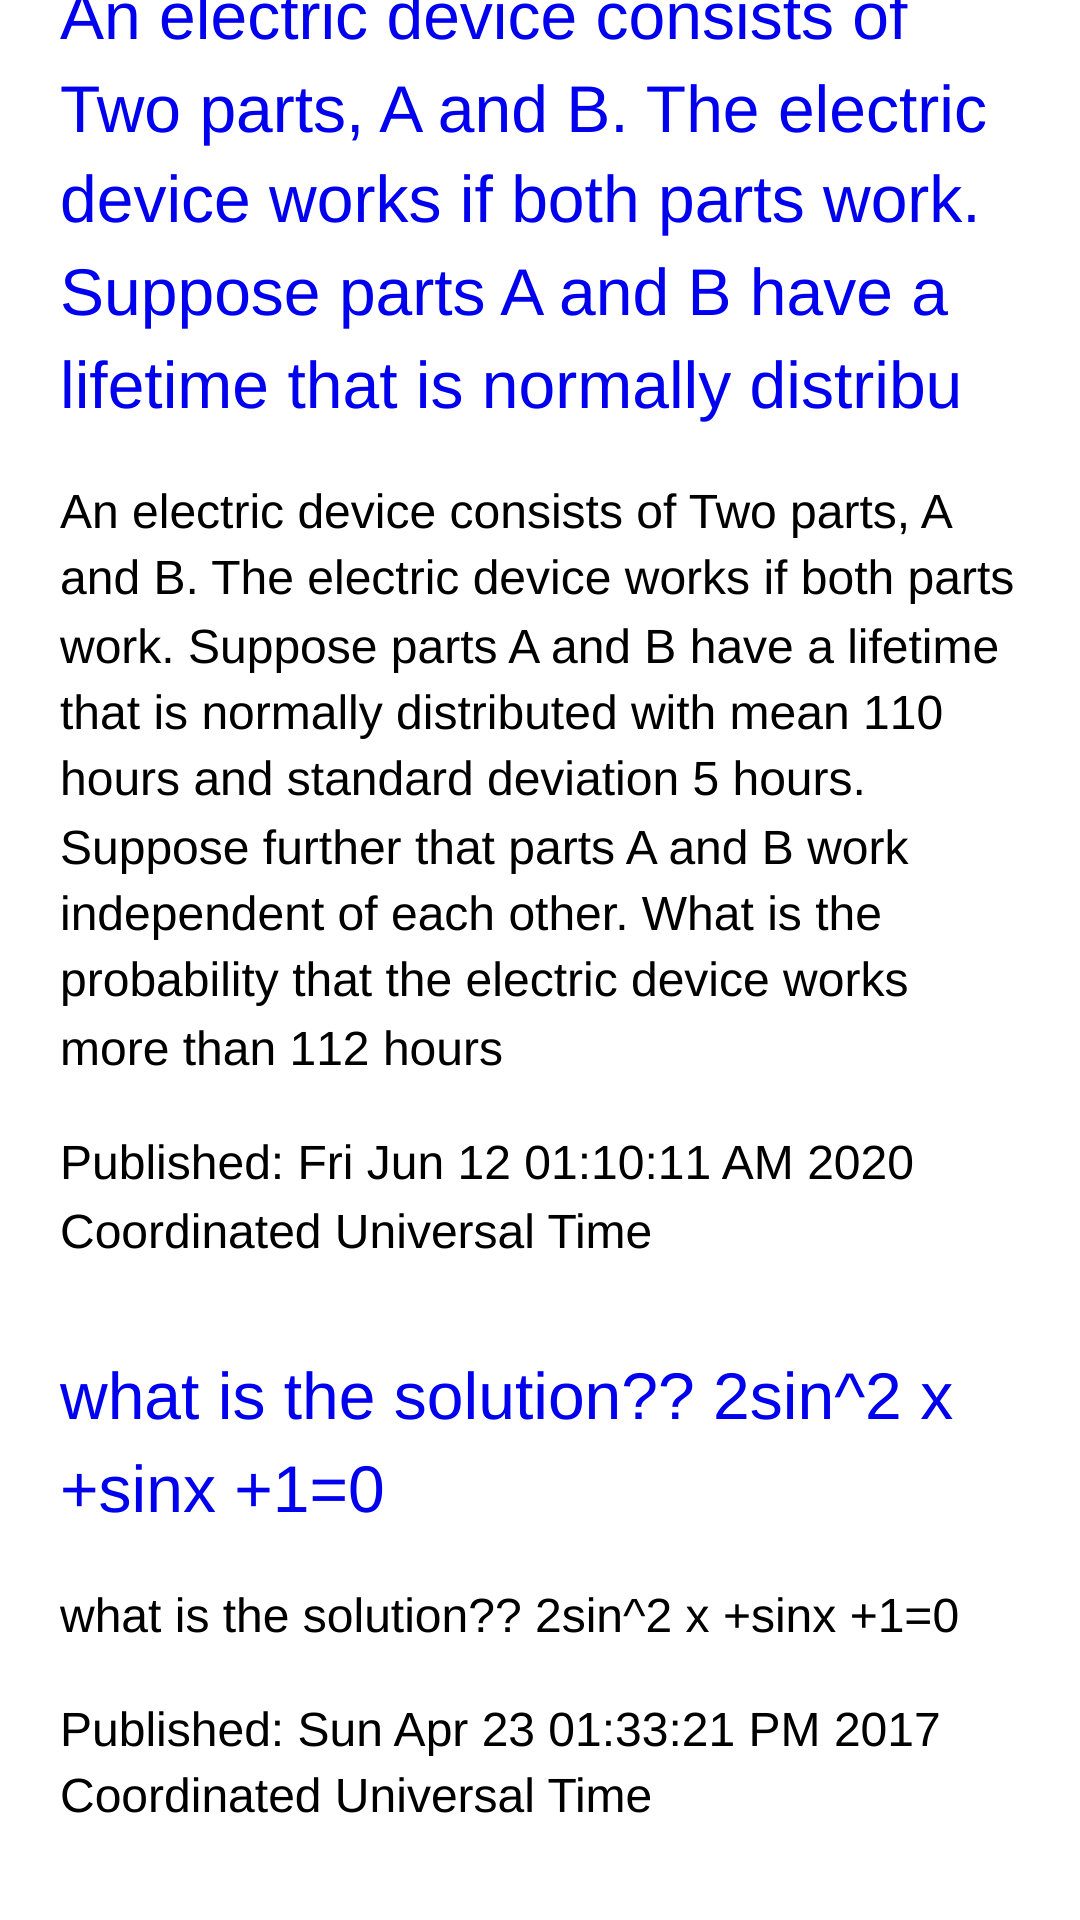 An electric device consists of
Two parts, A and B. The electric
device works if both parts work.
Suppose parts A and B have a
lifetime that is normally distribu
An electric device consists of Two parts, A
and B. The electric device works if both parts
work. Suppose parts A and B have a lifetime
that is normally distributed with mean 110
hours and standard deviation 5 hours.
Suppose further that parts A and B work
independent of each other. What is the
probability that the electric device works
more than 112 hours
Published: Fri Jun 12 01:10:11 AM 2020
Coordinated Universal Time
what is the solution?? 2sin^2 x
+sinx +1=0
what is the solution?? 2sin^2 x +sinx +1=0
Published: Sun Apr 23 01:33:21 PM 2017
Coordinated Universal Time